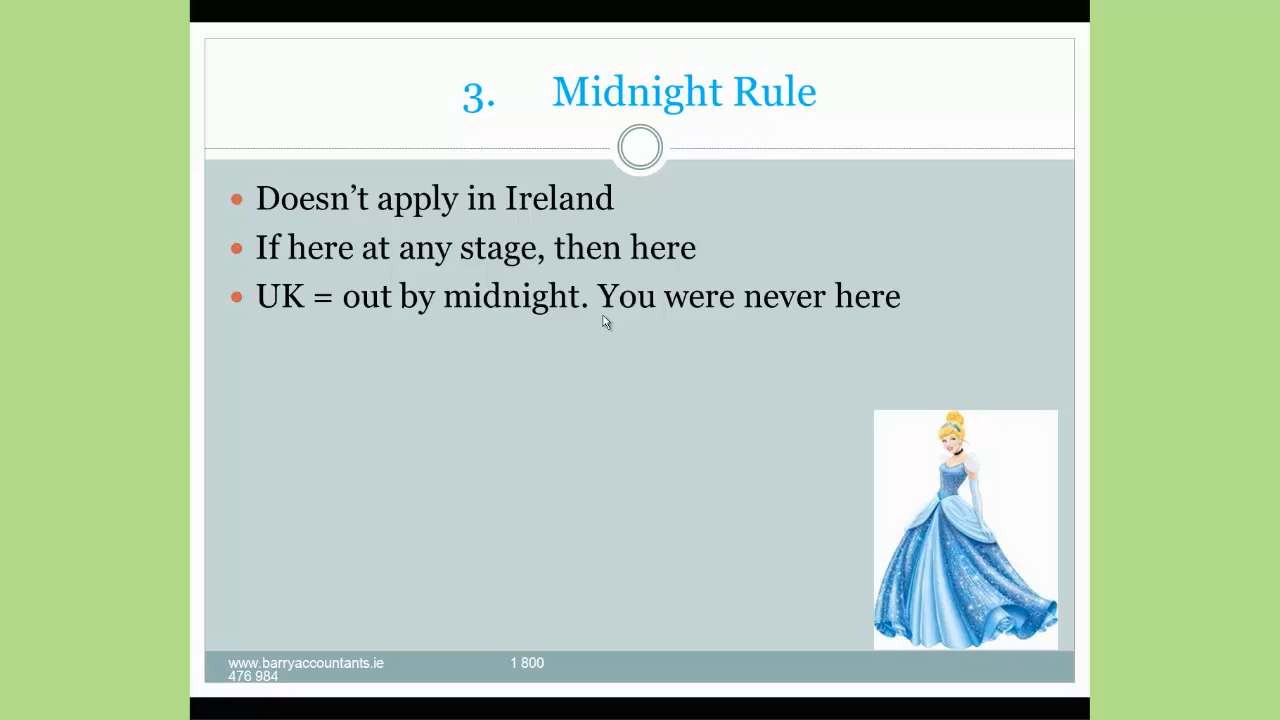 3. Midnight Rule
• Doesn’t apply in Ireland
• If here at any stage, then here
• UK = out by midnight. You were never here
www.barryaccountants.ie 1 800
476 984